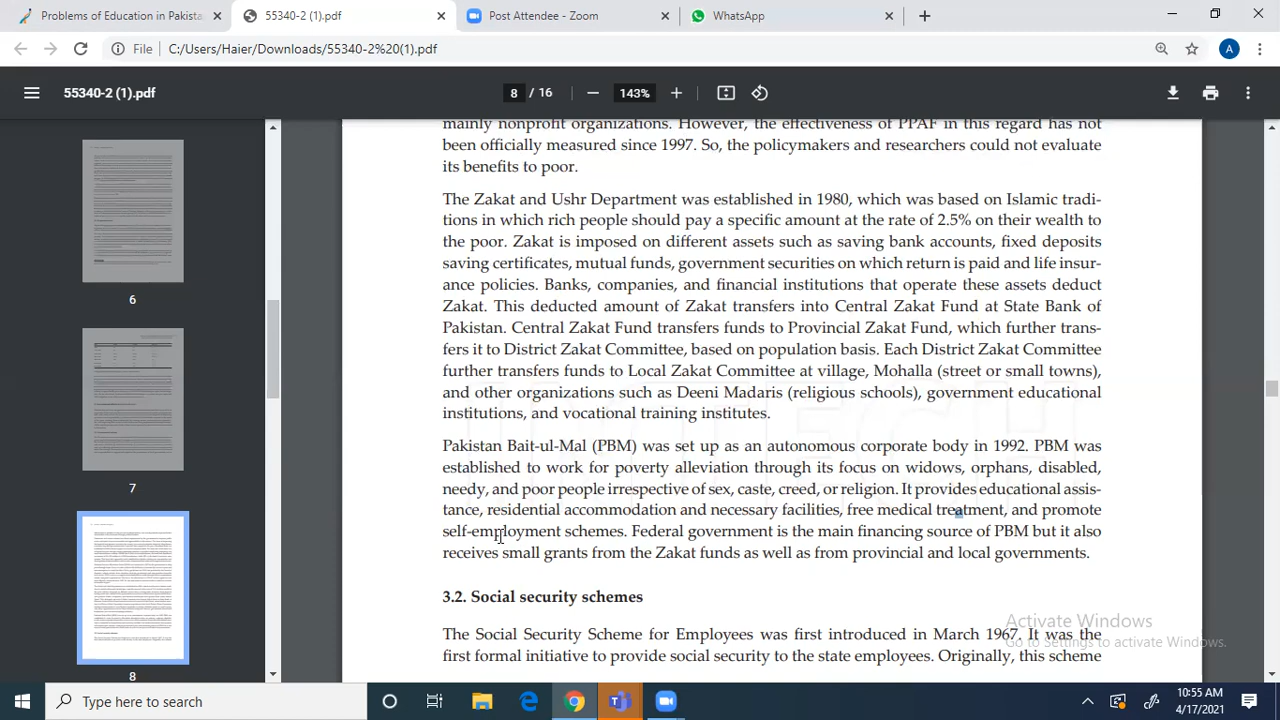 Problems of Education in Pakistan
55340-2 (1).pdf
Post Attendee - Zoom
WhatsApp
File
C:/Users/Haier/Downloads/55340-2%20(1).pdf
A
55340-2 (1).pdf
8 / 16
143%
6
7
8
mainly nonprofit organizations. However, the effectiveness of PPAF in this regard has not
been officially measured since 1997. So, the policymakers and researchers could not evaluate
its benefits to poor.
The Zakat and Ushr Department was established in 1980, which was based on Islamic tradi-
tions in which rich people should pay a specific amount at the rate of 2.5% on their wealth to
the poor. Zakat is imposed on different assets such as saving bank accounts, fixed deposits
saving certificates, mutual funds, government securities on which return is paid and life insur-
ance policies. Banks, companies, and financial institutions that operate these assets deduct
Zakat. This deducted amount of Zakat transfers into Central Zakat Fund at State Bank of
Pakistan. Central Zakat Fund transfers funds to Provincial Zakat Fund, which further trans-
fers it to District Zakat Committee, based on population basis. Each District Zakat Committee
further transfers funds to Local Zakat Committee at village, Mohalla (street or small towns),
and other organizations such as Deeni Madaris (religious schools), government educational
institutions, and vocational training institutes.
Pakistan Bait-ul-Mal (PBM) was set up as an autonomous corporate body in 1992. PBM was
established to work for poverty alleviation through its focus on widows, orphans, disabled,
needy, and poor people irrespective of sex, caste, creed, or religion. It provides educational assis-
tance, residential accommodation and necessary facilities, free medical treatment, and promote
self-employment schemes. Federal government is the main financing source of PBM but it also
receives small grants from the Zakat funds as well as from provincial and local governments.
3.2. Social security schemes
The Social Security Scheme for Employees was first introduced in March 1967. It was the
first formal initiative to provide social security to the state employees. Originally, this scheme
Activate Windows
Go to Settings to activate Windows.
Type here to search
10:55 AM
4/17/2021